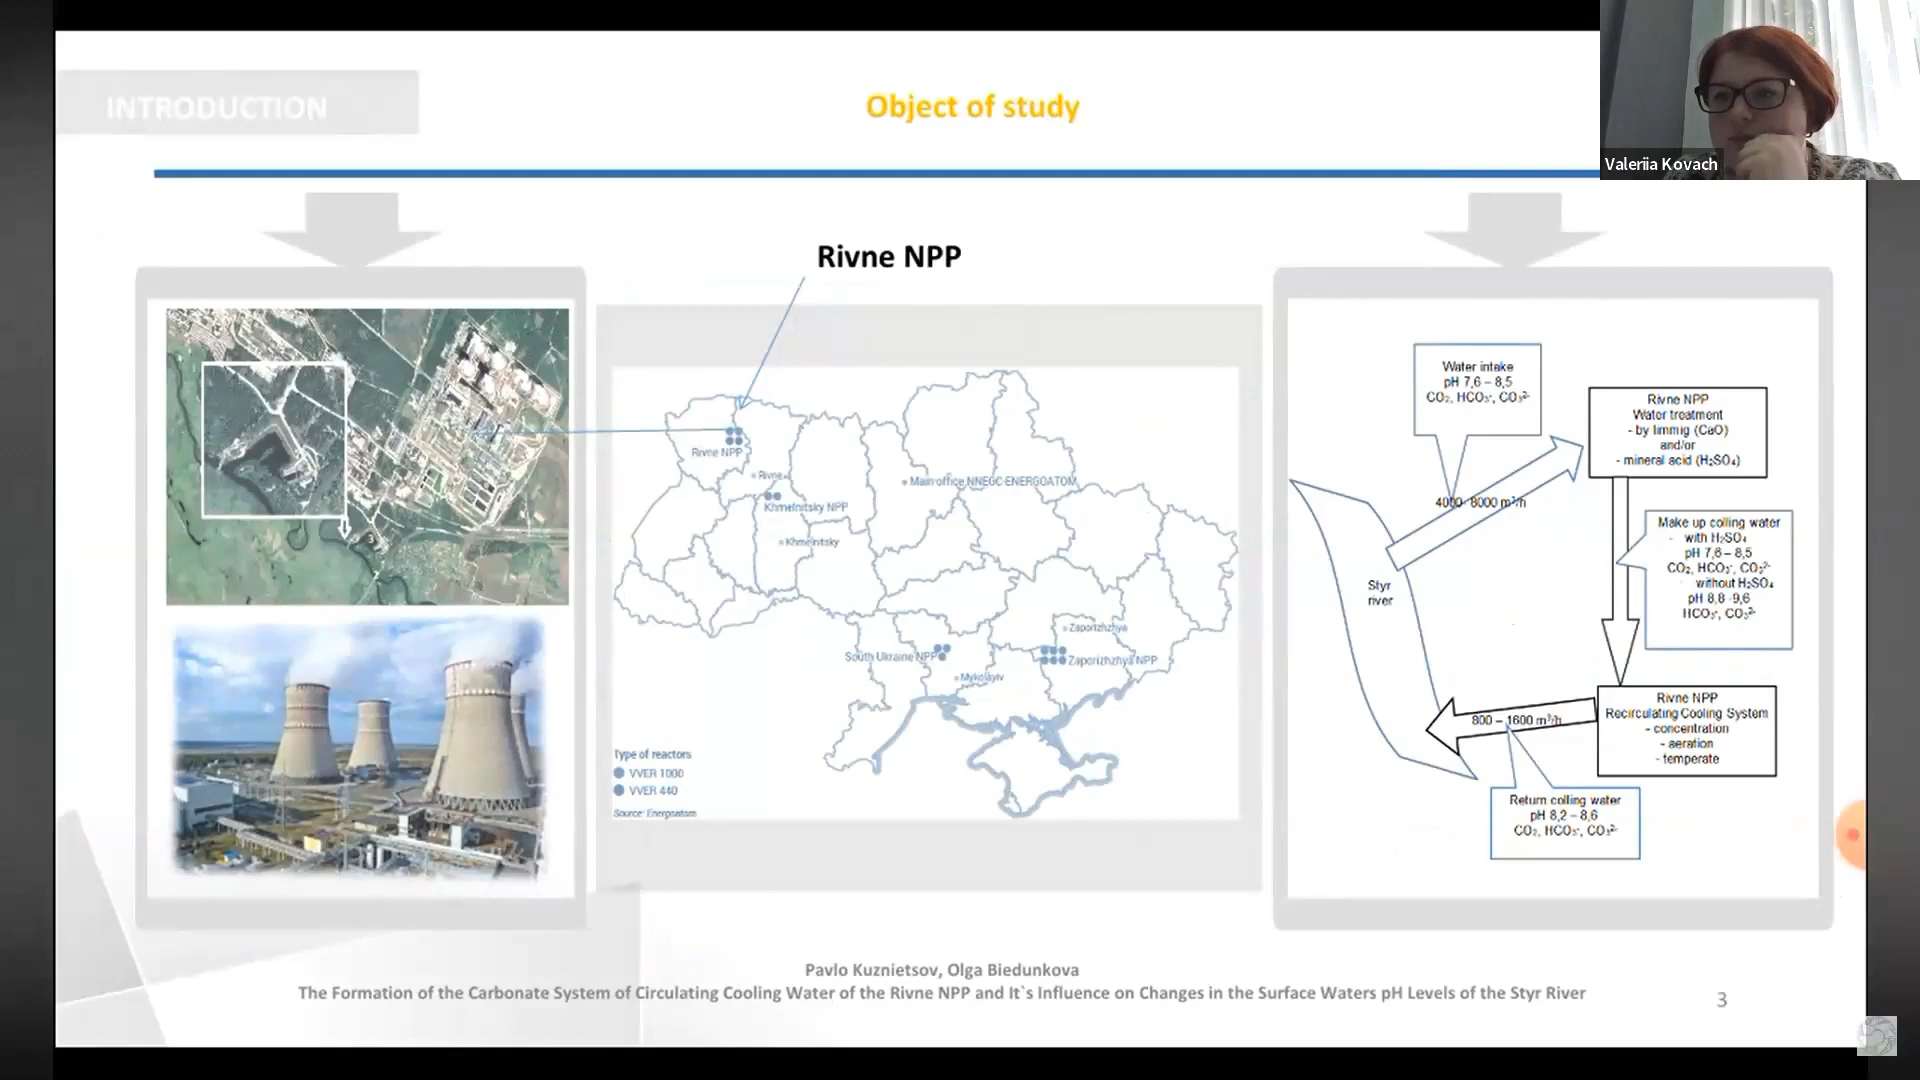 INTRODUCTION
Object of study
Valeriia Kovach
Rivne NPP
Rivne NPP
Rivne
Khmelnitsky NPP
Khmelnitsky
Main office NNEGC ENERGOATOM
South Ukraine NPP
Mykolayiv
Zaporizhzhya
Zaporizhzhya NPP
Type of reactors
VVER 1000
VVER 440
Source: Energoatom
Water intake
pH 7,6 – 8,5
CO₂, HCO₃⁻, CO₃²⁻
Rivne NPP
Water treatment
- by limmig (CaO)
and/or
- mineral acid (H₂SO₄)
4000- 8000 m³/h
Styr
river
Make up colling water
- with H₂SO₄
pH 7,6 – 8,5
CO₂, HCO₃⁻, CO₃²⁻
without H₂SO₄
pH 8,8 -9,6
HCO₃⁻, CO₃²⁻
Rivne NPP
Recirculating Cooling System
- concentration
- aeration
- temperate
800 – 1600 m³/h
Return colling water
pH 8,2 – 8,6
CO₂, HCO₃⁻, CO₃²⁻
Pavlo Kuznietsov, Olga Biedunkova
The Formation of the Carbonate System of Circulating Cooling Water of the Rivne NPP and It`s Influence on Changes in the Surface Waters pH Levels of the Styr River
3